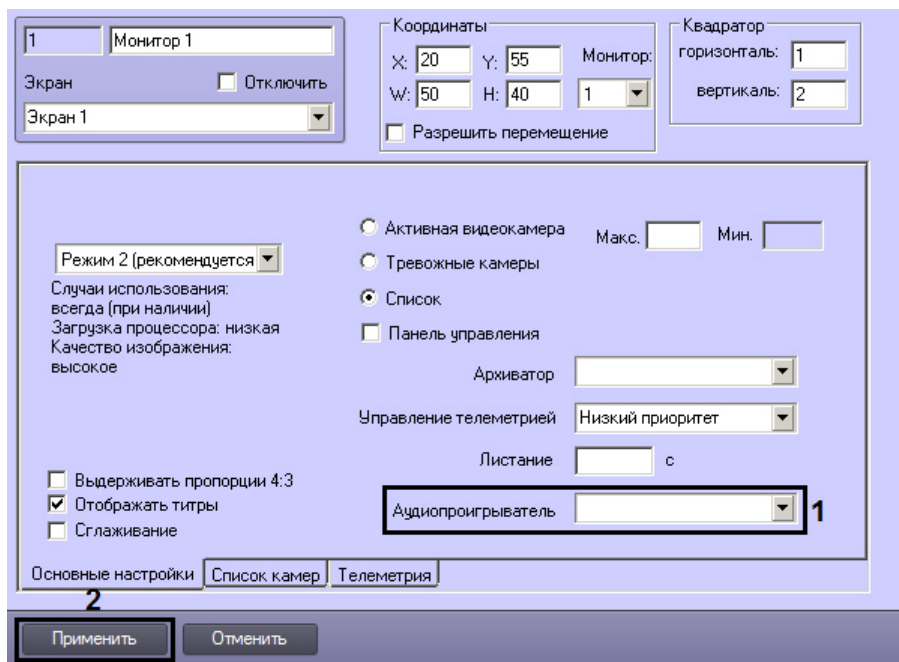 1
Монитор 1
Экран
Отключить
Экран 1
Координаты
X: 20 Y: 55 Монитор:
W: 50 H: 40 1
Разрешить перемещение
Квадратор
горизонталь: 1
вертикаль: 2
Режим 2 (рекомендуется
Случаи использования:
всегда (при наличии)
Загрузка процессора: низкая
Качество изображения:
высокое
Активная видеокамера
Макс. Мин.
Тревожные камеры
Список
Панель управления
Архиватор
Управление телеметрией Низкий приоритет
Листание с
Аудиопроигрыватель 1
Выдерживать пропорции 4:3
Отображать титры
Сглаживание
Основные настройки Список камер Телеметрия
2
Применить Отменить